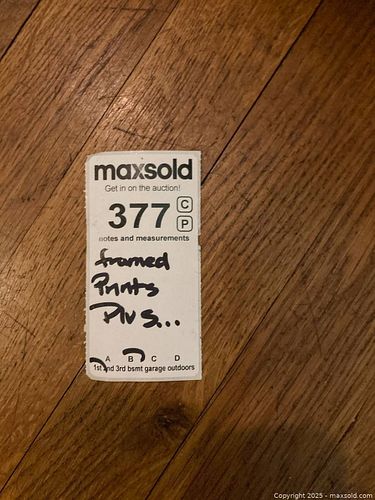 maxsold
Get in on the auction!
377 C
P
notes and measurements
framed
Prints
Plus...
A B C D
1st 2nd 3rd bsmt garage outdoors
Copyright 2025 - maxsold.com